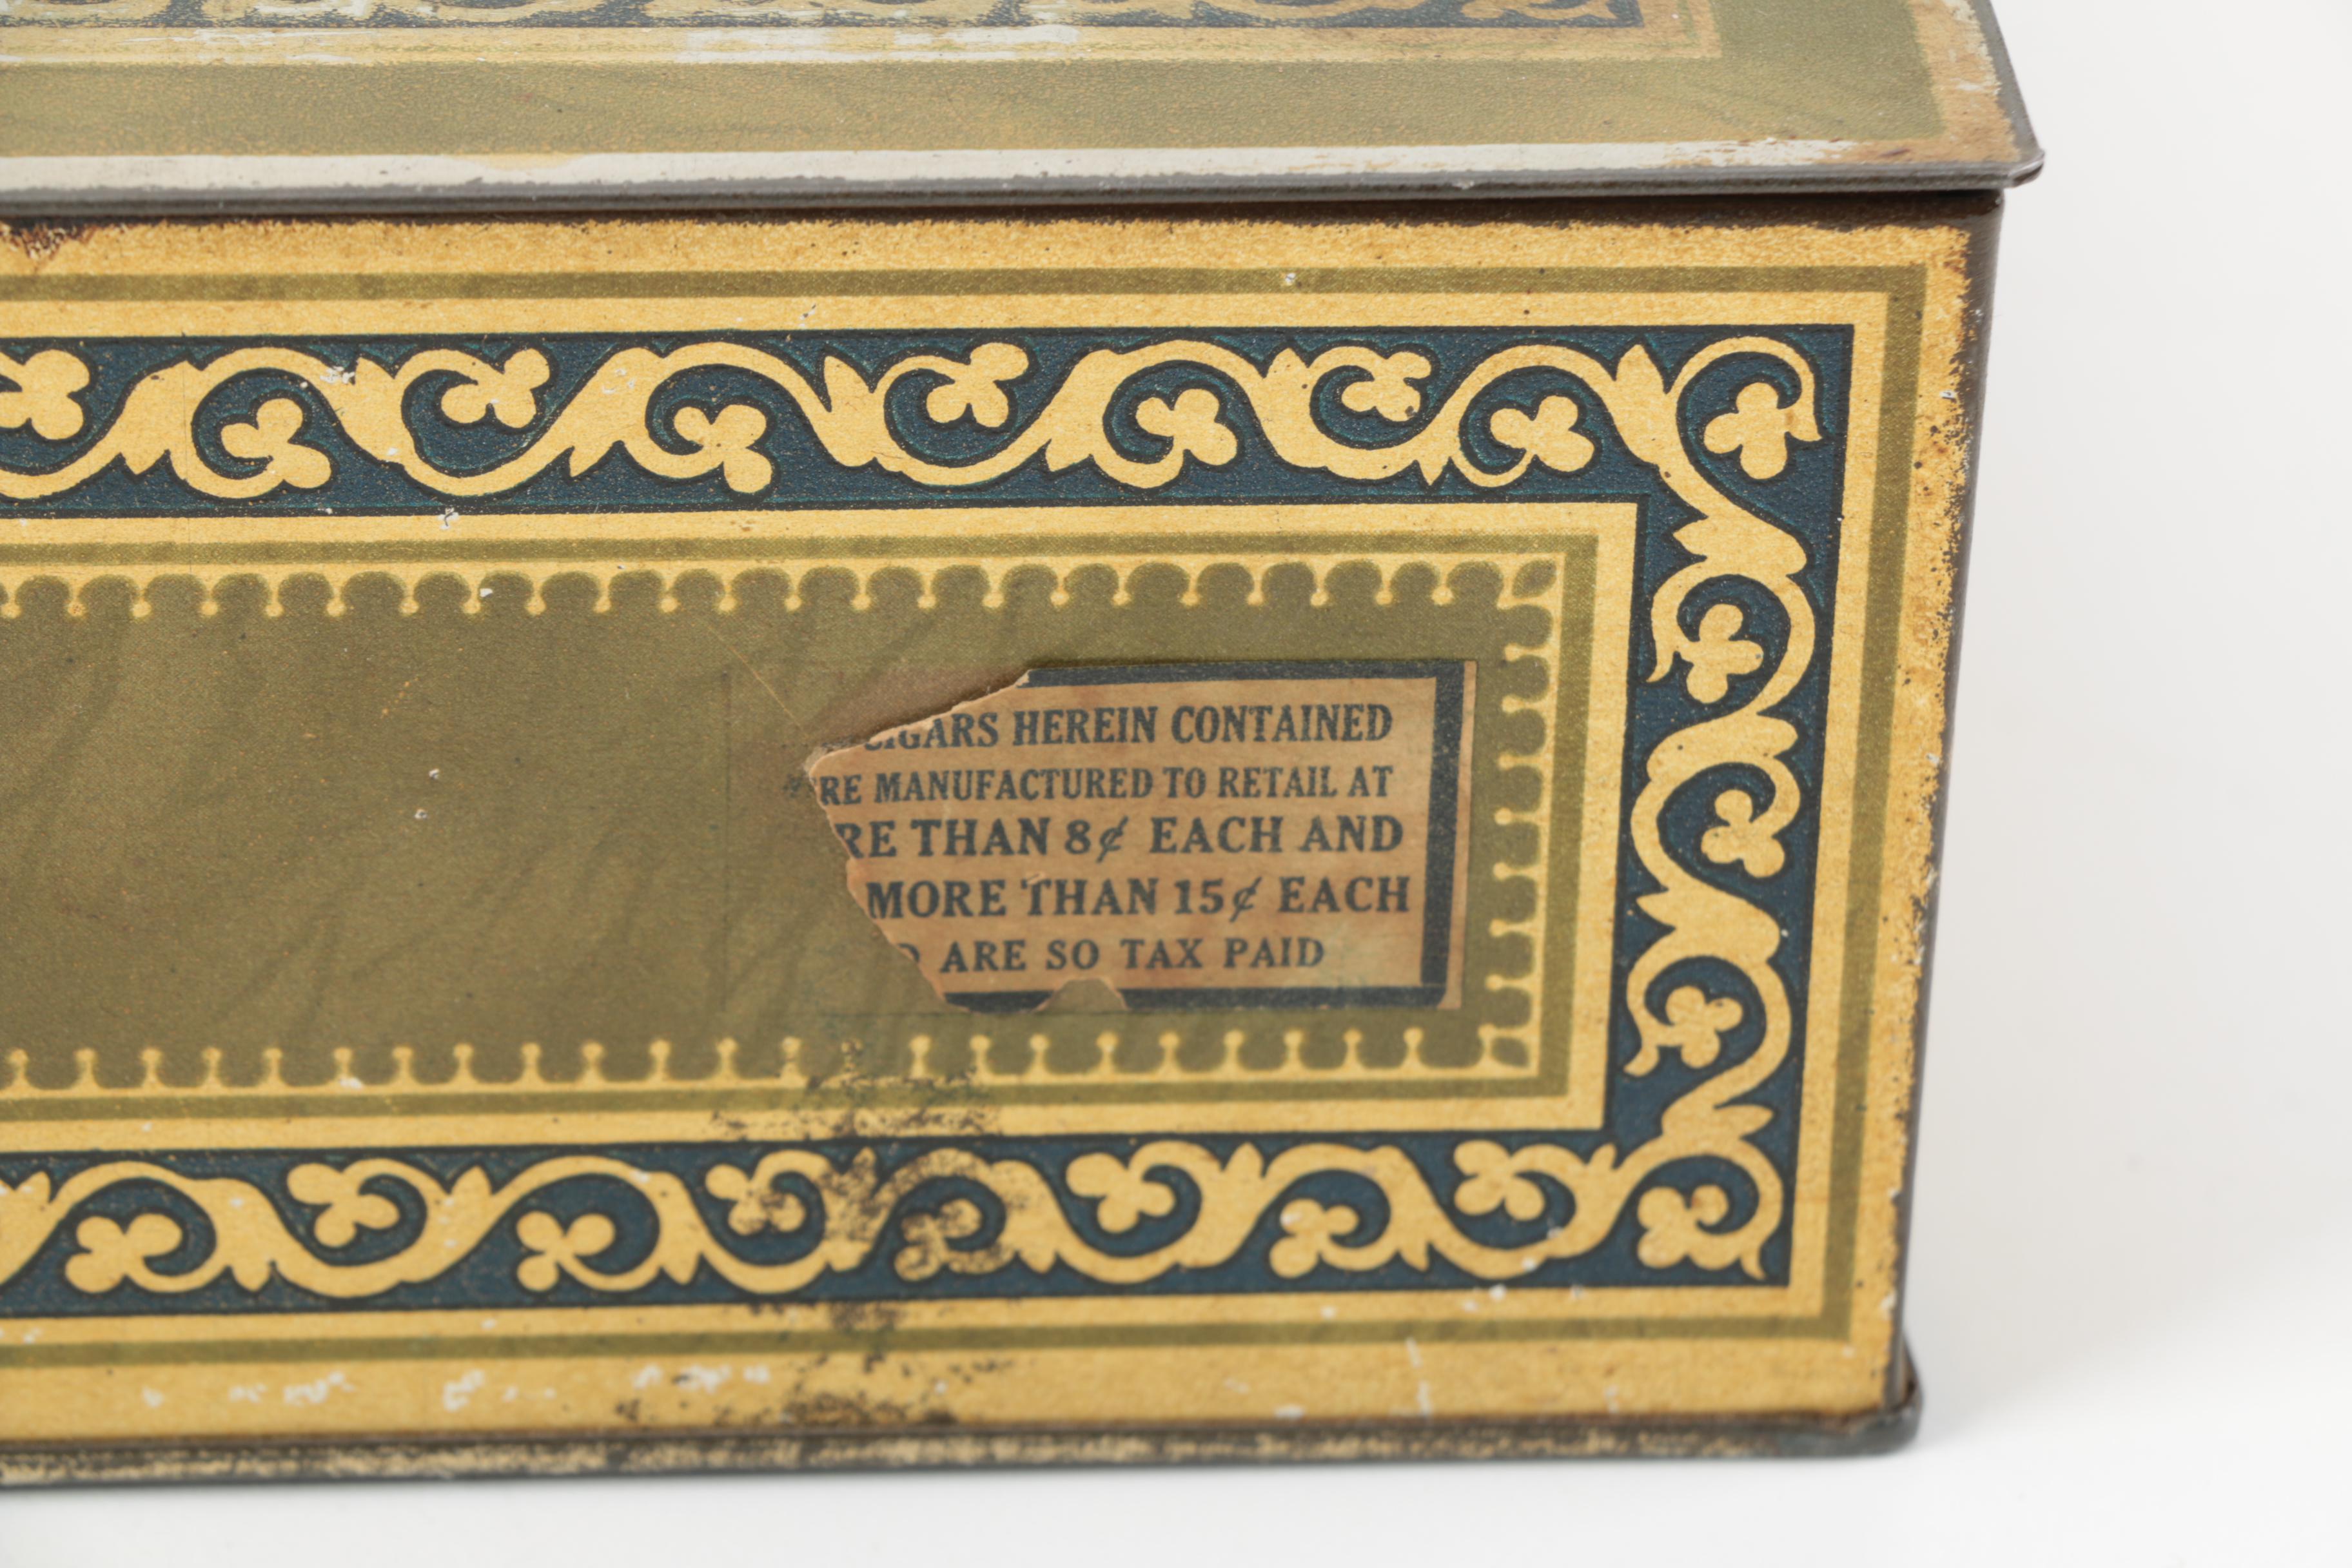 CIGARS HEREIN CONTAINED
RE MANUFACTURED TO RETAIL AT
RE THAN 8¢ EACH AND
MORE THAN 15¢ EACH
D ARE SO TAX PAID